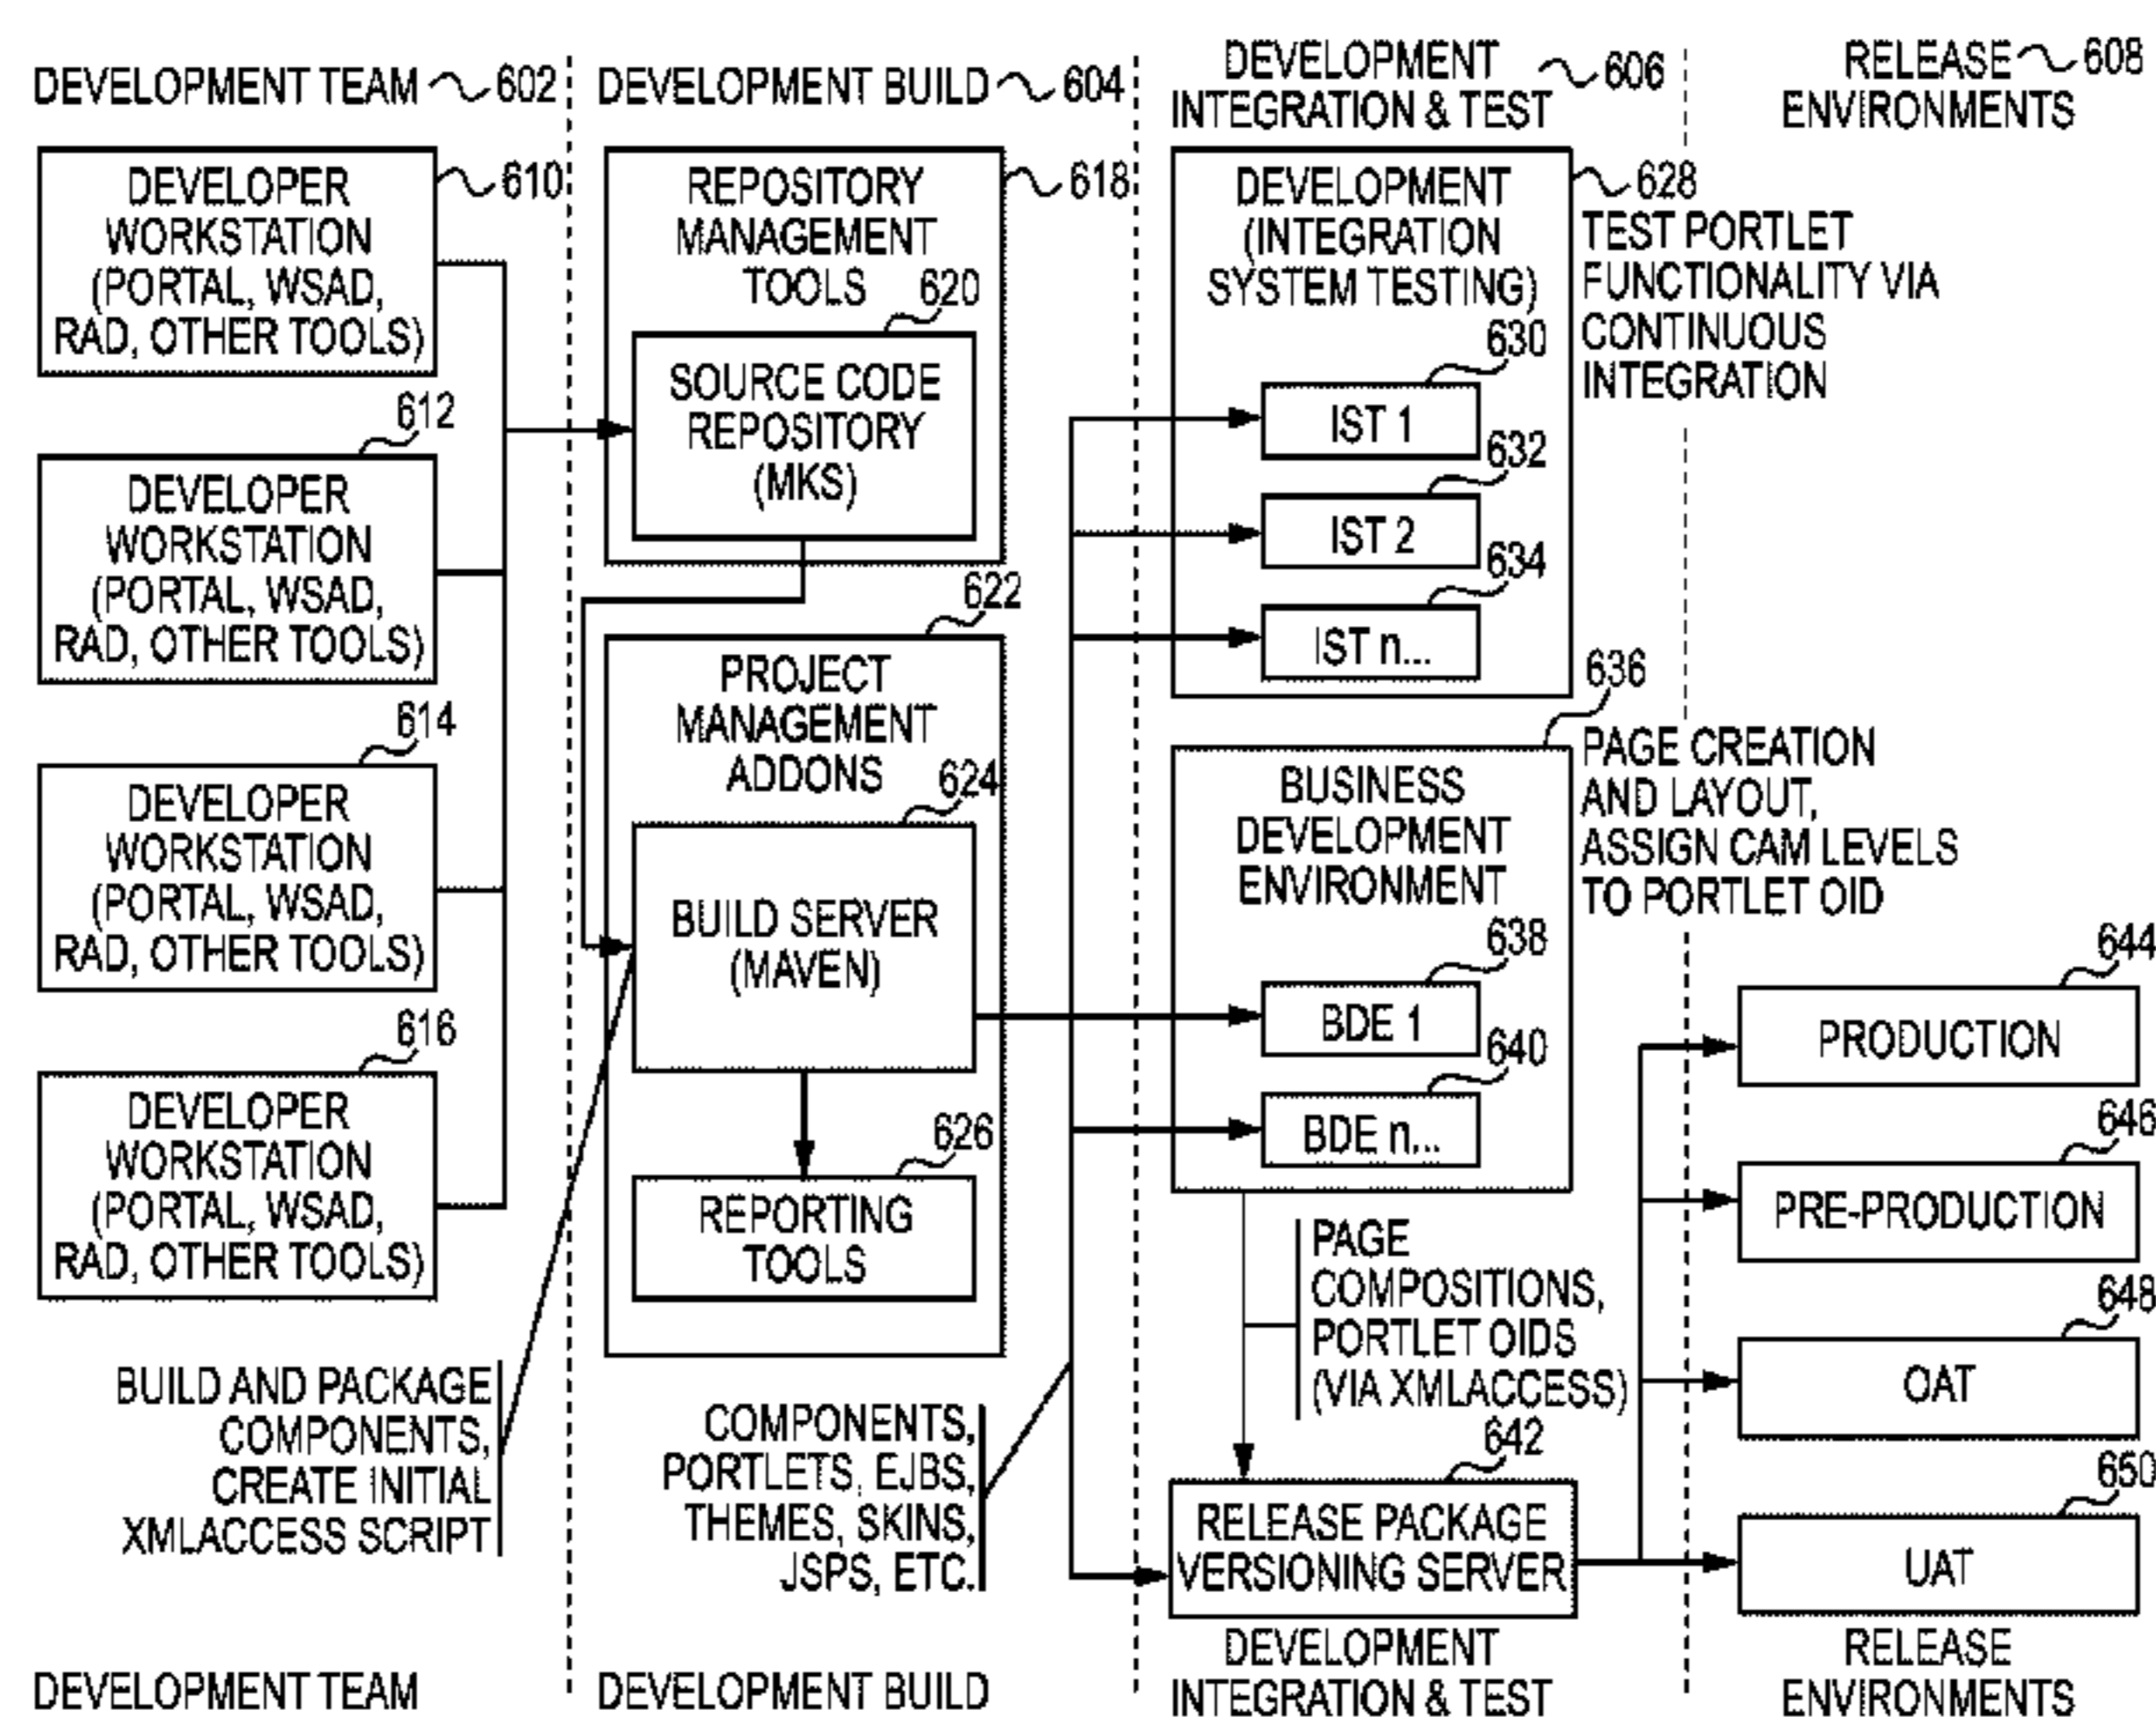 DEVELOPMENT TEAM 602
DEVELOPER
WORKSTATION
(PORTAL, WSAD,
RAD, OTHER TOOLS)
610
612
DEVELOPER
WORKSTATION
(PORTAL, WSAD,
RAD, OTHER TOOLS)
614
DEVELOPER
WORKSTATION
(PORTAL, WSAD,
RAD, OTHER TOOLS)
616
DEVELOPER
WORKSTATION
(PORTAL, WSAD,
RAD, OTHER TOOLS)
BUILD AND PACKAGE
COMPONENTS,
CREATE INITIAL
XMLACCESS SCRIPT
DEVELOPMENT TEAM
DEVELOPMENT BUILD 604
REPOSITORY
MANAGEMENT
TOOLS
618
620
SOURCE CODE
REPOSITORY
(MKS)
622
PROJECT
MANAGEMENT
ADDONS
624
BUILD SERVER
(MAVEN)
626
REPORTING
TOOLS
COMPONENTS,
PORTLETS, EJBS,
THEMES, SKINS,
JSPS, ETC.
DEVELOPMENT BUILD
DEVELOPMENT
INTEGRATION & TEST
606
DEVELOPMENT
(INTEGRATION
SYSTEM TESTING)
628
TEST PORTLET
FUNCTIONALITY VIA
CONTINUOUS
INTEGRATION
630
IST 1
632
IST 2
634
IST n...
636
BUSINESS
DEVELOPMENT
ENVIRONMENT
PAGE CREATION
AND LAYOUT,
ASSIGN CAM LEVELS
TO PORTLET OID
638
BDE 1
640
BDE n...
PAGE
COMPOSITIONS,
PORTLET OIDS
(VIA XMLACCESS)
642
RELEASE PACKAGE
VERSIONING SERVER
DEVELOPMENT
INTEGRATION & TEST
RELEASE 608
ENVIRONMENTS
644
PRODUCTION
646
PRE-PRODUCTION
648
OAT
650
UAT
RELEASE
ENVIRONMENTS